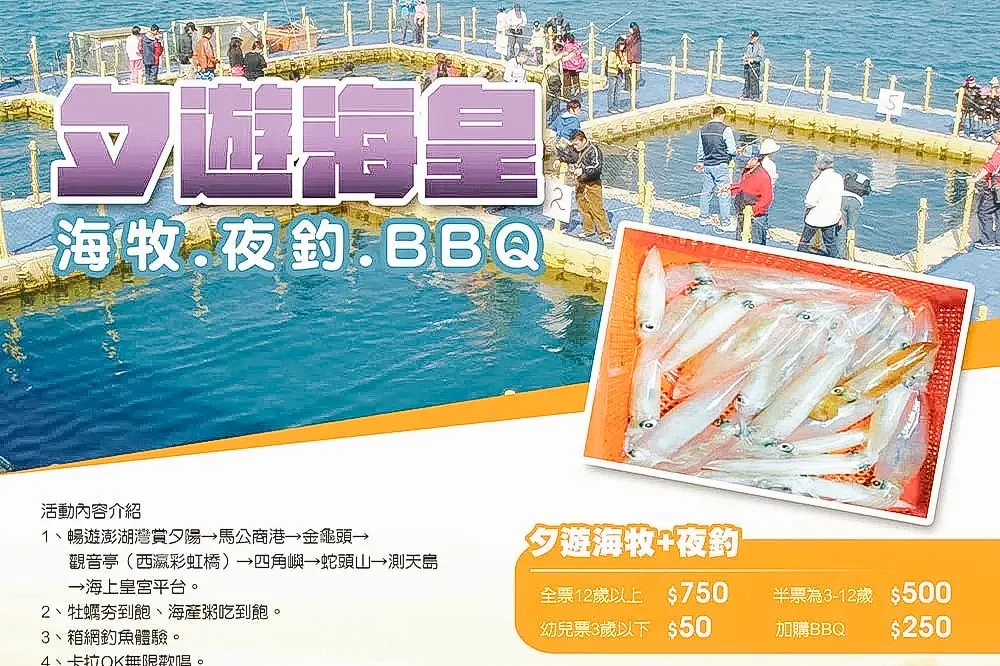 夕遊海皇
海牧.夜釣.BBQ
5
2
活動內容介紹
1、暢遊澎湖灣賞夕陽→馬公商港→金龜頭→
觀音亭（西瀛彩虹橋）→四角嶼→蛇頭山→測天島
→海上皇宮平台。
2、牡蠣夯到飽、海產粥吃到飽。
3、箱網釣魚體驗。
4、卡拉OK無限歡唱。
夕遊海牧+夜釣
全票12歲以上 $750 半票為3-12歲 $500
幼兒票3歲以下 $50 加購BBQ $250